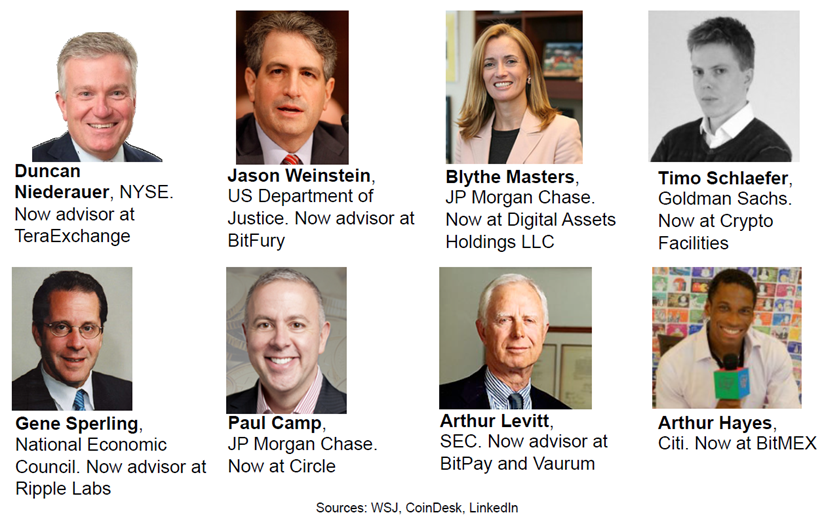 Duncan
Niederauer, NYSE.
Now advisor at
TeraExchange
Jason Weinstein,
US Department of
Justice. Now advisor at
BitFury
Blythe Masters,
JP Morgan Chase.
Now at Digital Assets
Holdings LLC
Timo Schlaefer,
Goldman Sachs.
Now at Crypto
Facilities
Gene Sperling,
National Economic
Council. Now advisor at
Ripple Labs
Paul Camp,
JP Morgan Chase.
Now at Circle
Arthur Levitt,
SEC. Now advisor at
BitPay and Vaurum
Arthur Hayes,
Citi. Now at BitMEX
Sources: WSJ, CoinDesk, LinkedIn